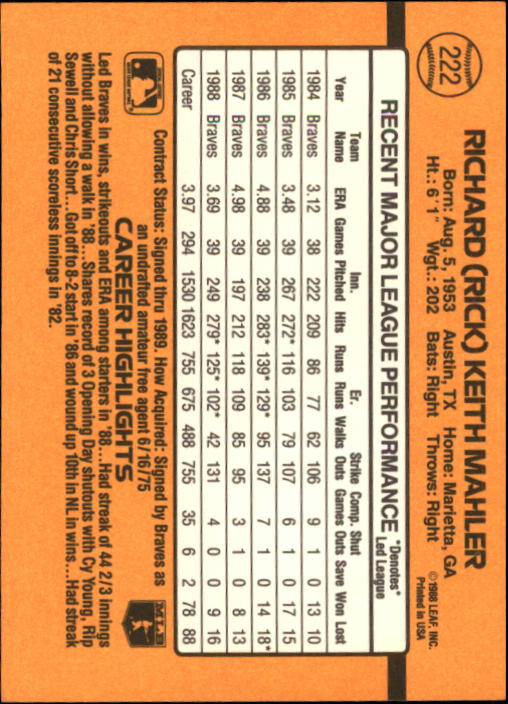 222
RICHARD (RICK) KEITH MAHLER
Born: Aug. 5, 1953 Austin, TX Home: Marietta, GA
Ht.: 6'1" Wgt.: 202 Bats: Right Throws: Right
© 1988 LEAF, INC.
Printed in USA
RECENT MAJOR LEAGUE PERFORMANCE *Denotes*
Led League
Year Team Name ERA Games Inn. Pitched Hits Runs Er. Runs Walks Strike Outs Comp. Games Shut Outs Save Won Lost
1984 Braves 3.12 38 222 209 86 77 62 106 9 1 0 13 10
1985 Braves 3.48 39 267 272* 116 103 79 107 6 1 0 17 15
1986 Braves 4.88 39 238 283* 139* 129* 95 137 7 1 0 14 18*
1987 Braves 4.98 39 197 212 118 109 85 95 3 1 0 8 13
1988 Braves 3.69 39 249 279* 125* 102* 42 131 4 0 0 9 16
Career 3.97 294 1530 1623 755 675 488 755 35 6 2 78 88
Contract Status: Signed thru 1989. How Acquired: Signed by Braves as
an undrafted amateur free agent 6/16/75
CAREER HIGHLIGHTS
MLB
Led Braves in wins, strikeouts and ERA among starters in '88...Had streak of 44 2/3 innings
without allowing a walk in '88...Shares record of 3 Opening Day shutouts with Cy Young, Rip
Sewell and Chris Short...Got off to 8-2 start in '86 and wound up 10th in NL in wins...Had streak
of 21 consecutive scoreless innings in '82.